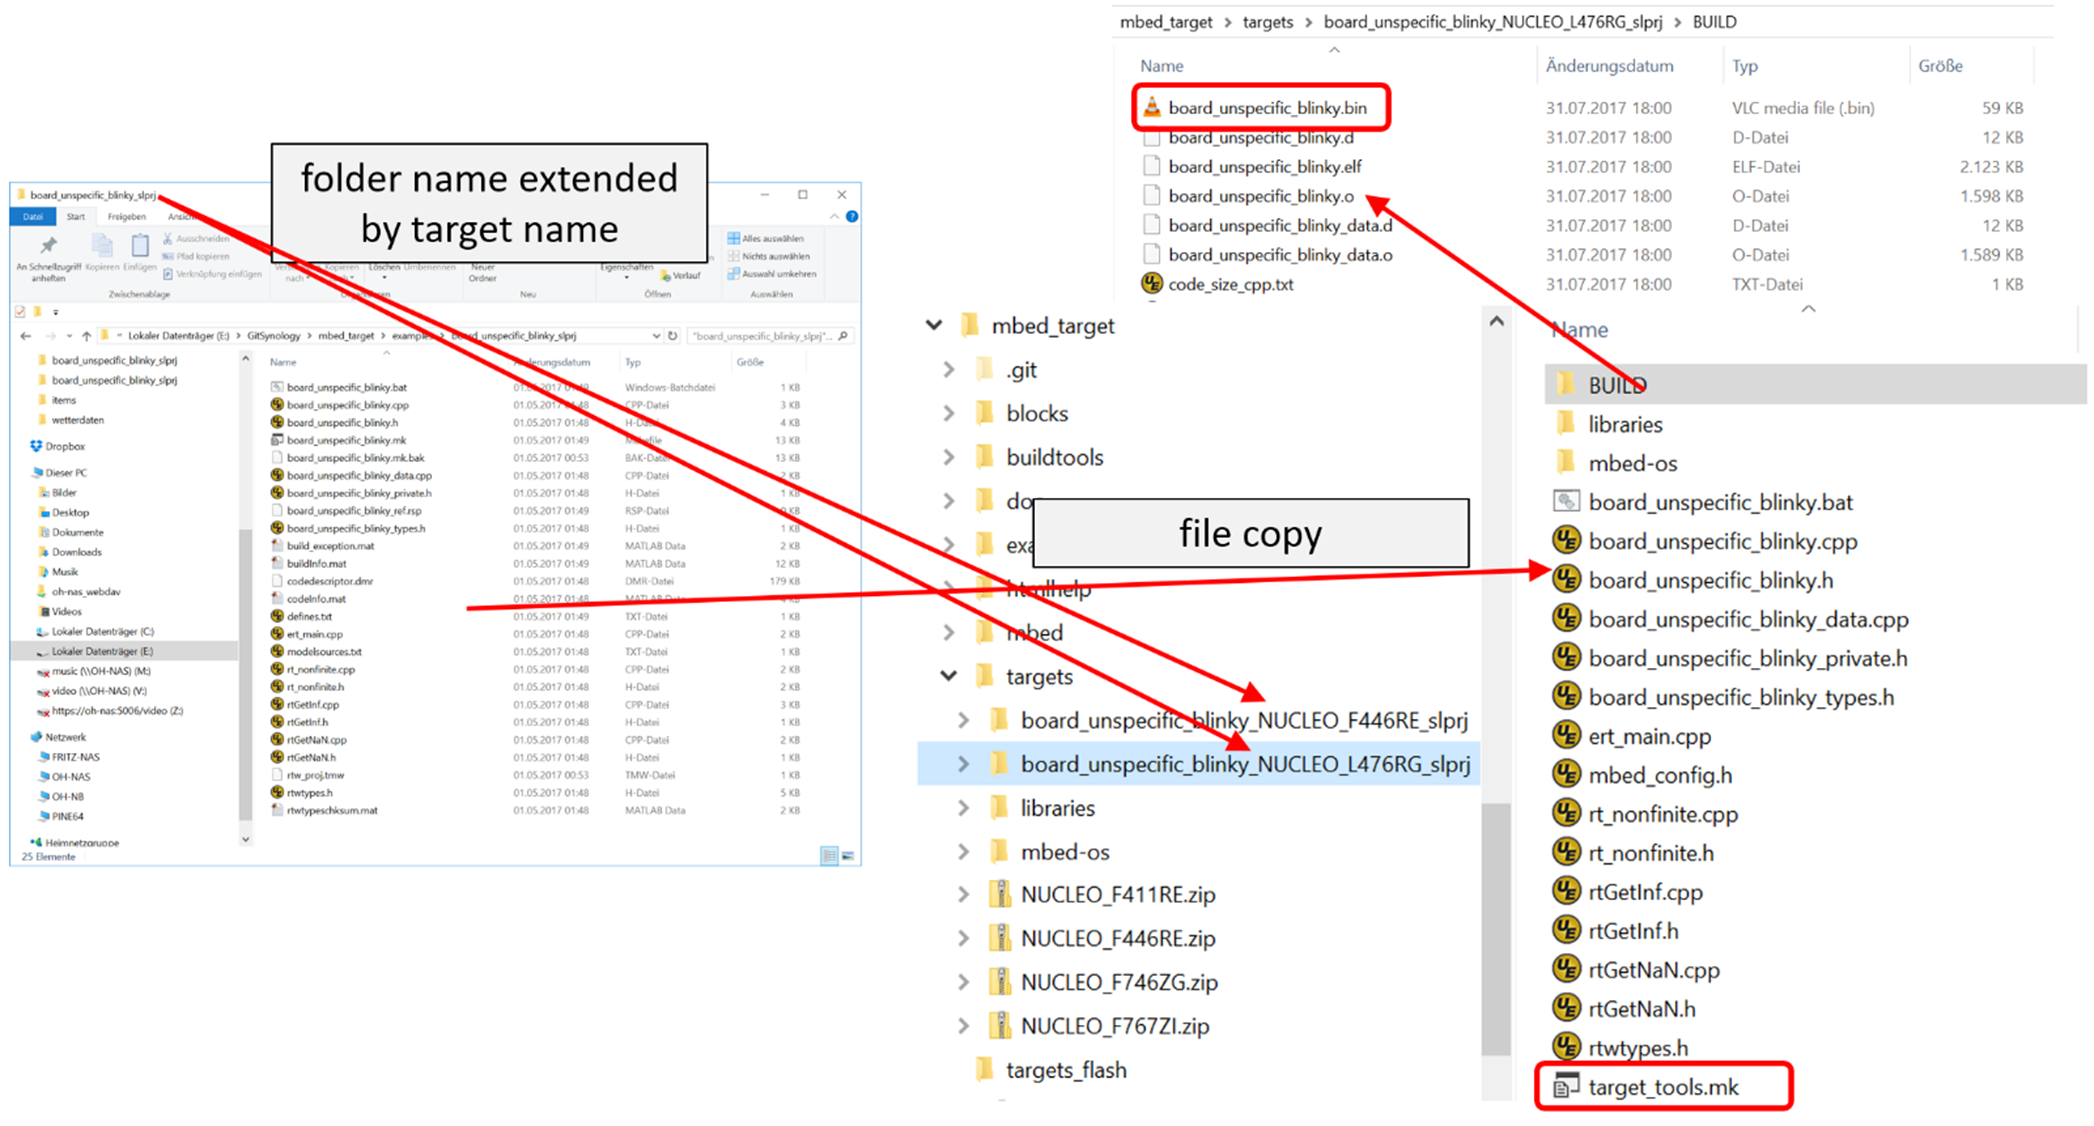 folder name extended
by target name
board_unspecific_blinky_slprj
Datei Start Freigeben Ansicht
An Schnellzugriff anheften Kopieren Einfügen
Ausschneiden
Pfad kopieren
Verknüpfung einfügen
Zwischenablage
Kopieren nach
Löschen Umbenennen
Neuer Ordner
Neu
Eigenschaften
Verlauf
Öffnen
Alles auswählen
Nichts auswählen
Auswahl umkehren
Auswählen
Lokaler Datenträger (E:) > GitSynology > mbed_target > examples > board_unspecific_blinky_slprj
"board_unspecific_blinky_slprj"...
board_unspecific_blinky_slprj
board_unspecific_blinky_slprj
items
wetterdaten
Dropbox
Dieser PC
Bilder
Desktop
Dokumente
Downloads
Musik
oh-nas_webdav
Videos
Lokaler Datenträger (C:)
Lokaler Datenträger (E:)
music (\\OH-NAS) (M:)
video (\\OH-NAS) (V:)
https://oh-nas:5006/video (Z:)
Netzwerk
FRITZ-NAS
OH-NAS
OH-NB
PINE64
Heimnetzgruppe
25 Elemente
Name Änderungsdatum Typ Größe
board_unspecific_blinky.bat 01.05.2017 01:49 Windows-Batchdatei 1 KB
board_unspecific_blinky.cpp 01.05.2017 01:48 CPP-Datei 3 KB
board_unspecific_blinky.h 01.05.2017 01:48 H-Datei 4 KB
board_unspecific_blinky.mk 01.05.2017 01:49 Makefile 13 KB
board_unspecific_blinky.mk.bak 01.05.2017 00:53 BAK-Datei 13 KB
board_unspecific_blinky_data.cpp 01.05.2017 01:48 CPP-Datei 2 KB
board_unspecific_blinky_private.h 01.05.2017 01:48 H-Datei 1 KB
board_unspecific_blinky_ref.rsp 01.05.2017 01:49 RSP-Datei 0 KB
board_unspecific_blinky_types.h 01.05.2017 01:48 H-Datei 1 KB
build_exception.mat 01.05.2017 01:49 MATLAB Data 2 KB
buildInfo.mat 01.05.2017 01:49 MATLAB Data 12 KB
codedescriptor.dmr 01.05.2017 01:48 DMR-Datei 179 KB
codeInfo.mat 01.05.2017 01:48 MATLAB Data 4 KB
defines.txt 01.05.2017 01:49 TXT-Datei 1 KB
ert_main.cpp 01.05.2017 01:48 CPP-Datei 2 KB
modelsources.txt 01.05.2017 01:48 TXT-Datei 1 KB
rt_nonfinite.cpp 01.05.2017 01:48 CPP-Datei 2 KB
rt_nonfinite.h 01.05.2017 01:48 H-Datei 2 KB
rtGetInf.cpp 01.05.2017 01:48 CPP-Datei 3 KB
rtGetInf.h 01.05.2017 01:48 H-Datei 1 KB
rtGetNaN.cpp 01.05.2017 01:48 CPP-Datei 2 KB
rtGetNaN.h 01.05.2017 01:48 H-Datei 1 KB
rtw_proj.tmw 01.05.2017 00:53 TMW-Datei 1 KB
rtwtypes.h 01.05.2017 01:48 H-Datei 5 KB
rtwtypeschksum.mat 01.05.2017 01:48 MATLAB Data 2 KB
mbed_target > targets > board_unspecific_blinky_NUCLEO_L476RG_slprj > BUILD
Name Änderungsdatum Typ Größe
board_unspecific_blinky.bin 31.07.2017 18:00 VLC media file (.bin) 59 KB
board_unspecific_blinky.d 31.07.2017 18:00 D-Datei 12 KB
board_unspecific_blinky.elf 31.07.2017 18:00 ELF-Datei 2.123 KB
board_unspecific_blinky.o 31.07.2017 18:00 O-Datei 1.598 KB
board_unspecific_blinky_data.d 31.07.2017 18:00 D-Datei 12 KB
board_unspecific_blinky_data.o 31.07.2017 18:00 O-Datei 1.589 KB
code_size_cpp.txt 31.07.2017 18:00 TXT-Datei 1 KB
mbed_target
.git
blocks
buildtools
file copy
htmlhelp
mbed
targets
board_unspecific_blinky_NUCLEO_F446RE_slprj
board_unspecific_blinky_NUCLEO_L476RG_slprj
libraries
mbed-os
NUCLEO_F411RE.zip
NUCLEO_F446RE.zip
NUCLEO_F746ZG.zip
NUCLEO_F767ZI.zip
targets_flash
Name
BUILD
libraries
mbed-os
board_unspecific_blinky.bat
board_unspecific_blinky.cpp
board_unspecific_blinky.h
board_unspecific_blinky_data.cpp
board_unspecific_blinky_private.h
board_unspecific_blinky_types.h
ert_main.cpp
mbed_config.h
rt_nonfinite.cpp
rt_nonfinite.h
rtGetInf.cpp
rtGetInf.h
rtGetNaN.cpp
rtGetNaN.h
rtwtypes.h
target_tools.mk